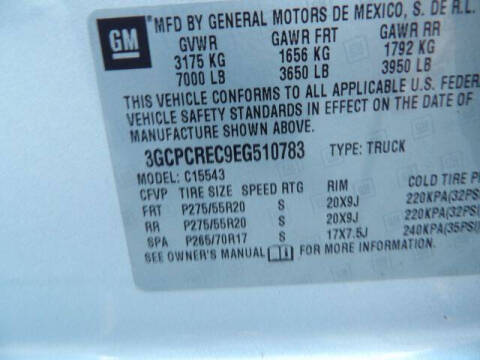 GM
MFD BY GENERAL MOTORS DE MEXICO, S. DE R.L.
GVWR GAWR FRT GAWR RR
3175 KG 1656 KG 1792 KG
7000 LB 3650 LB 3950 LB
THIS VEHICLE CONFORMS TO ALL APPLICABLE U.S. FEDER
VEHICLE SAFETY STANDARDS IN EFFECT ON THE DATE OF
MANUFACTURE SHOWN ABOVE.
3GCPCREC9EG510783 TYPE: TRUCK
MODEL: C15543
CFVP TIRE SIZE SPEED RTG RIM COLD TIRE
FRT P275/55R20 S 20X9J 220KPA(32PSI)
RR P275/55R20 S 20X9J 220KPA(32PSI)
SPA P265/70R17 S 17X7.5J 240KPA(35PSI)
SEE OWNER'S MANUAL FOR MORE INFORMATION